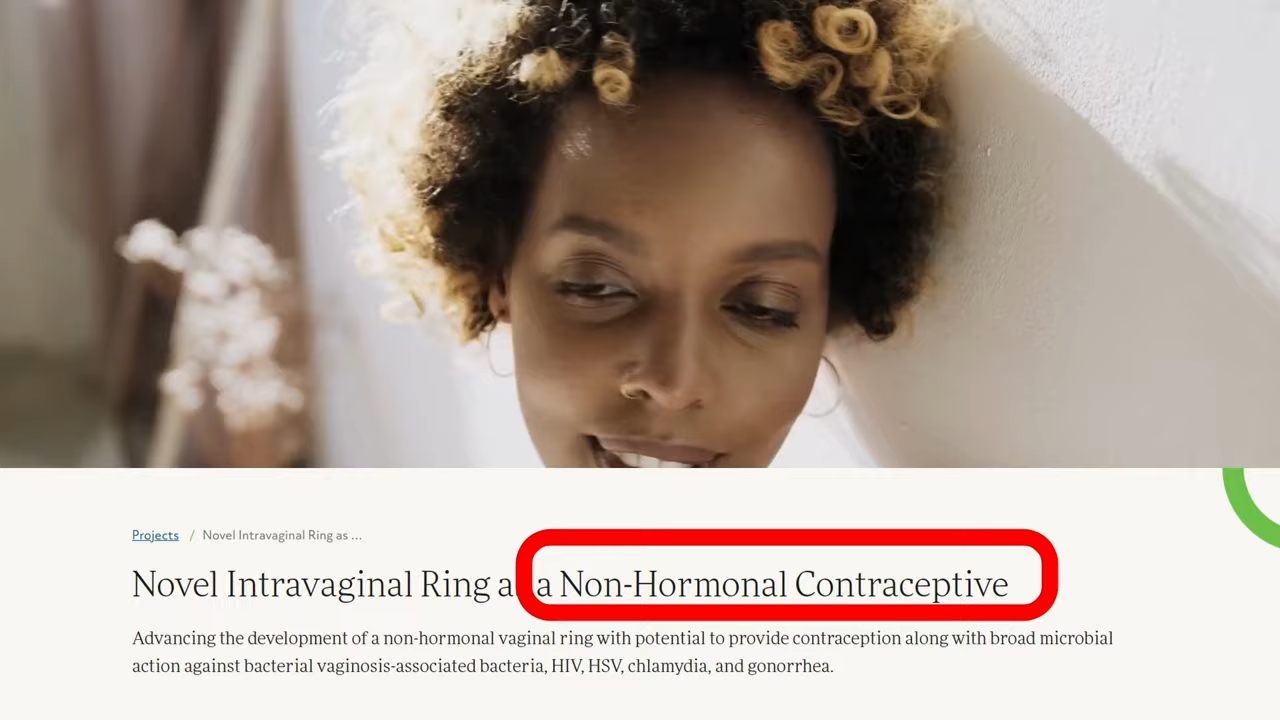 Projects / Novel Intravaginal Ring as ...
Novel Intravaginal Ring as a Non-Hormonal Contraceptive
Advancing the development of a non-hormonal vaginal ring with potential to provide contraception along with broad microbial
action against bacterial vaginosis-associated bacteria, HIV, HSV, chlamydia, and gonorrhea.